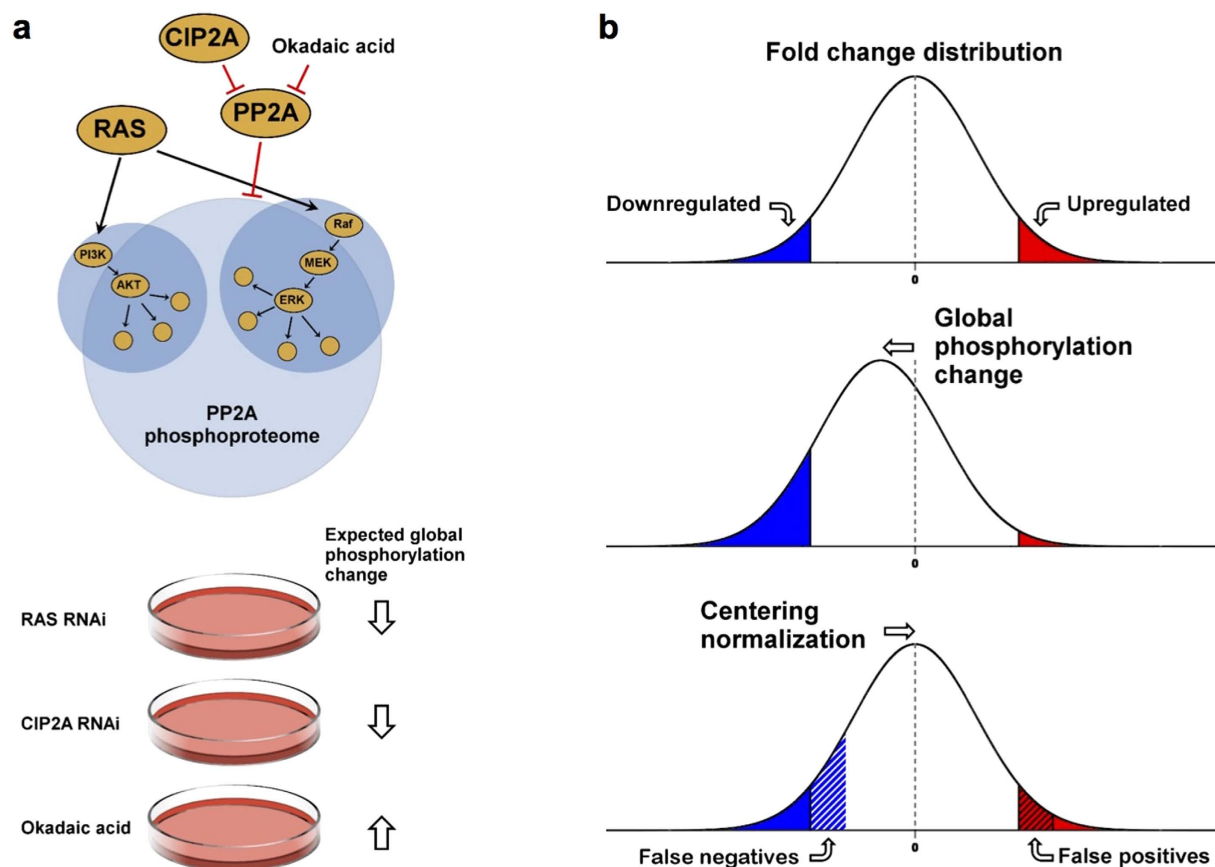 a
CIP2A
Okadaic acid
PP2A
RAS
Raf
PI3K
MEK
AKT
ERK
PP2A
phosphoproteome
Expected global
phosphorylation
change
RAS RNAi
CIP2A RNAi
Okadaic acid
b
Fold change distribution
Downregulated
Upregulated
0
Global
phosphorylation
change
0
Centering
normalization
0
False negatives
False positives